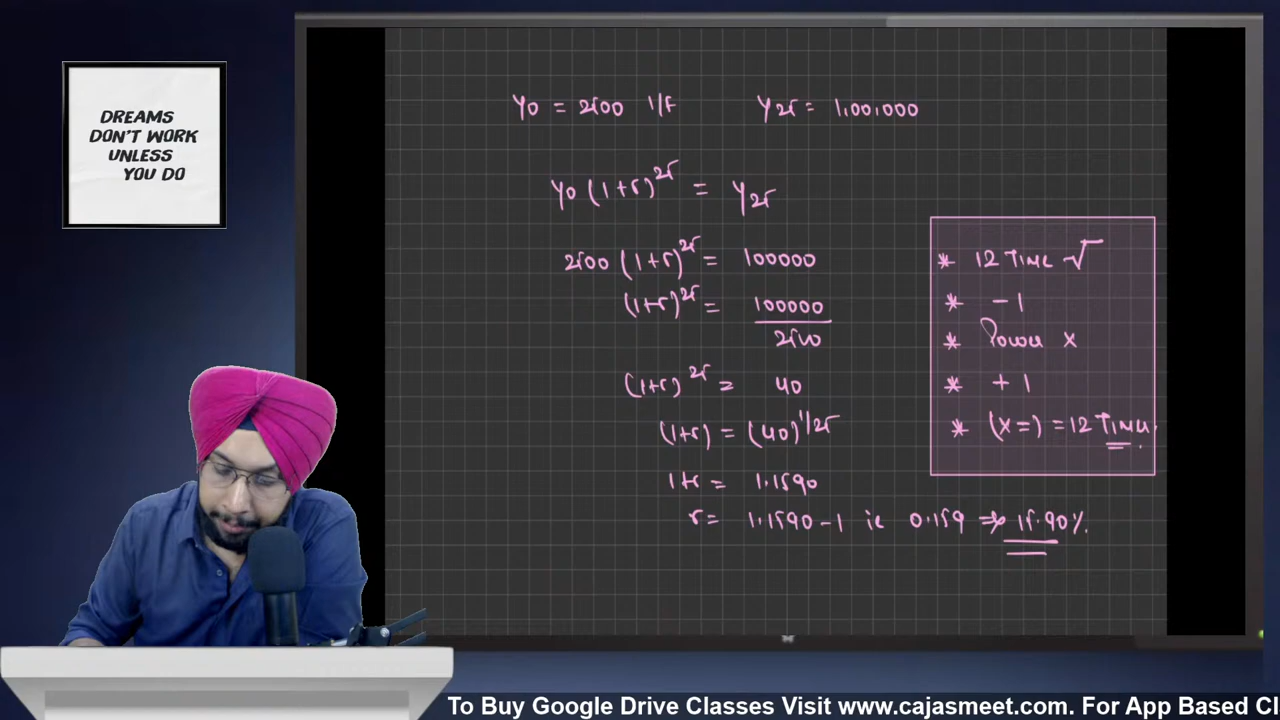 DREAMS
DON'T WORK
UNLESS
YOU DO
Y0 = 2500 I/F Y25 = 1,00,000
Y0 (1+r)^25 = Y25
2500 (1+r)^25 = 100000
(1+r)^25 = 100000
2500
(1+r)^25 = 40
(1+r) = (40)^1/25
1+r = 1.1590
r = 1.1590 - 1 ie 0.159 ⇒ 15.90%
* 12 TIME √
* - 1
* Power x
* + 1
* (x=) = 12 TIME.
To Buy Google Drive Classes Visit www.cajasmeet.com. For App Based Cl